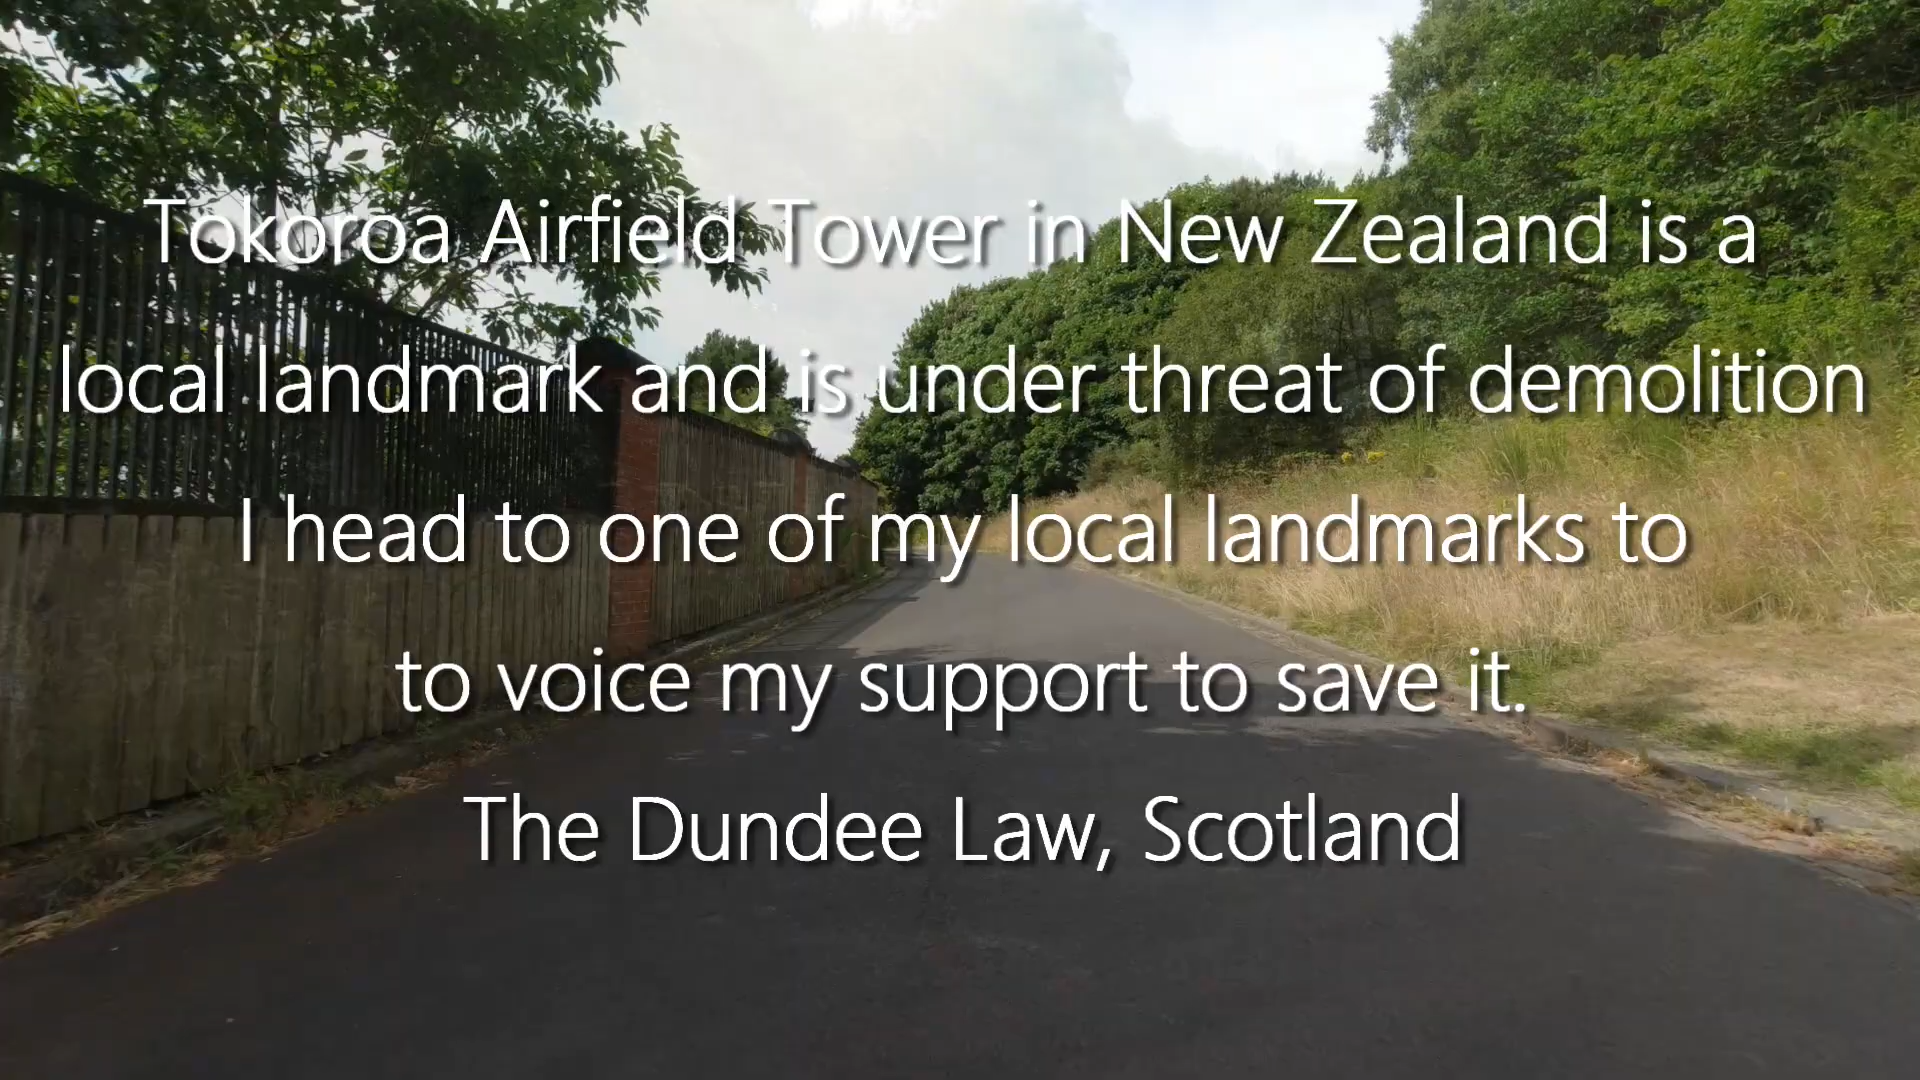 Tokoroa Airfield Tower in New Zealand is a
local landmark and is under threat of demolition
I head to one of my local landmarks to
to voice my support to save it.
The Dundee Law, Scotland